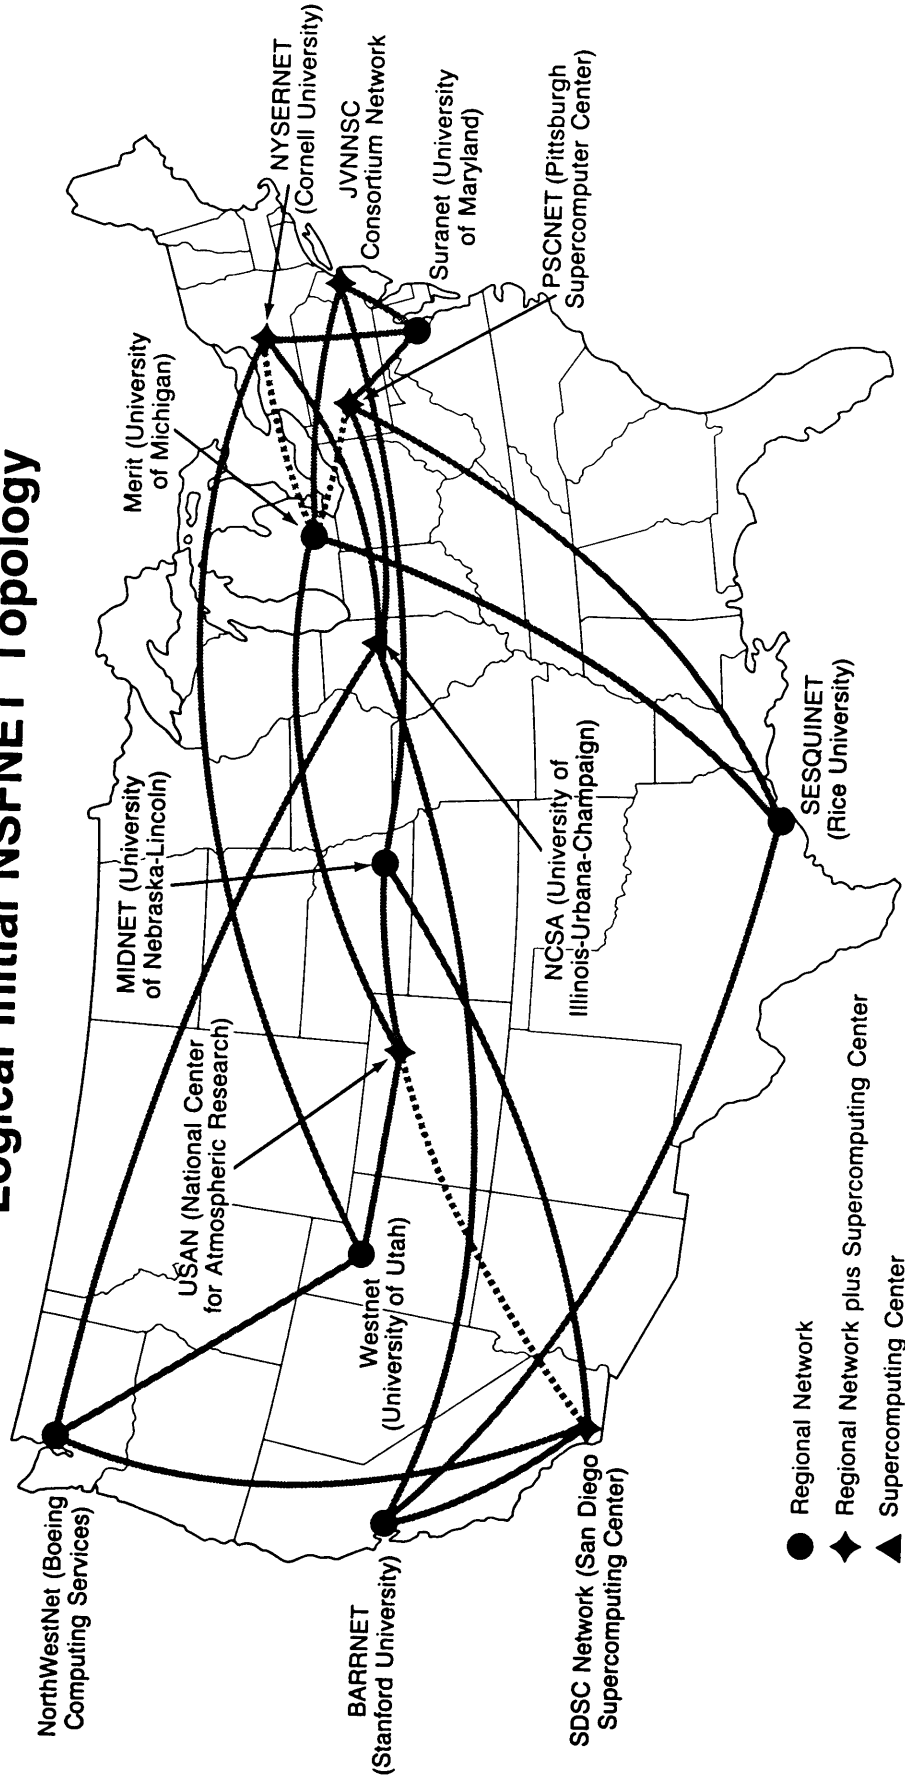 Logical Initial NSFNET Topology
NorthWestNet (Boeing
Computing Services)
BARRNET
(Stanford University)
SDSC Network (San Diego
Supercomputing Center)
Westnet
(University of Utah)
USAN (National Center
for Atmospheric Research)
MIDNET (University
of Nebraska-Lincoln)
NCSA (University of
Illinois-Urbana-Champaign)
SESQUINET
(Rice University)
Merit (University
of Michigan)
NYSERNET
(Cornell University)
JVNNSC
Consortium Network
Suranet (University
of Maryland)
PSCNET (Pittsburgh
Supercomputer Center)
Regional Network
Regional Network plus Supercomputing Center
Supercomputing Center